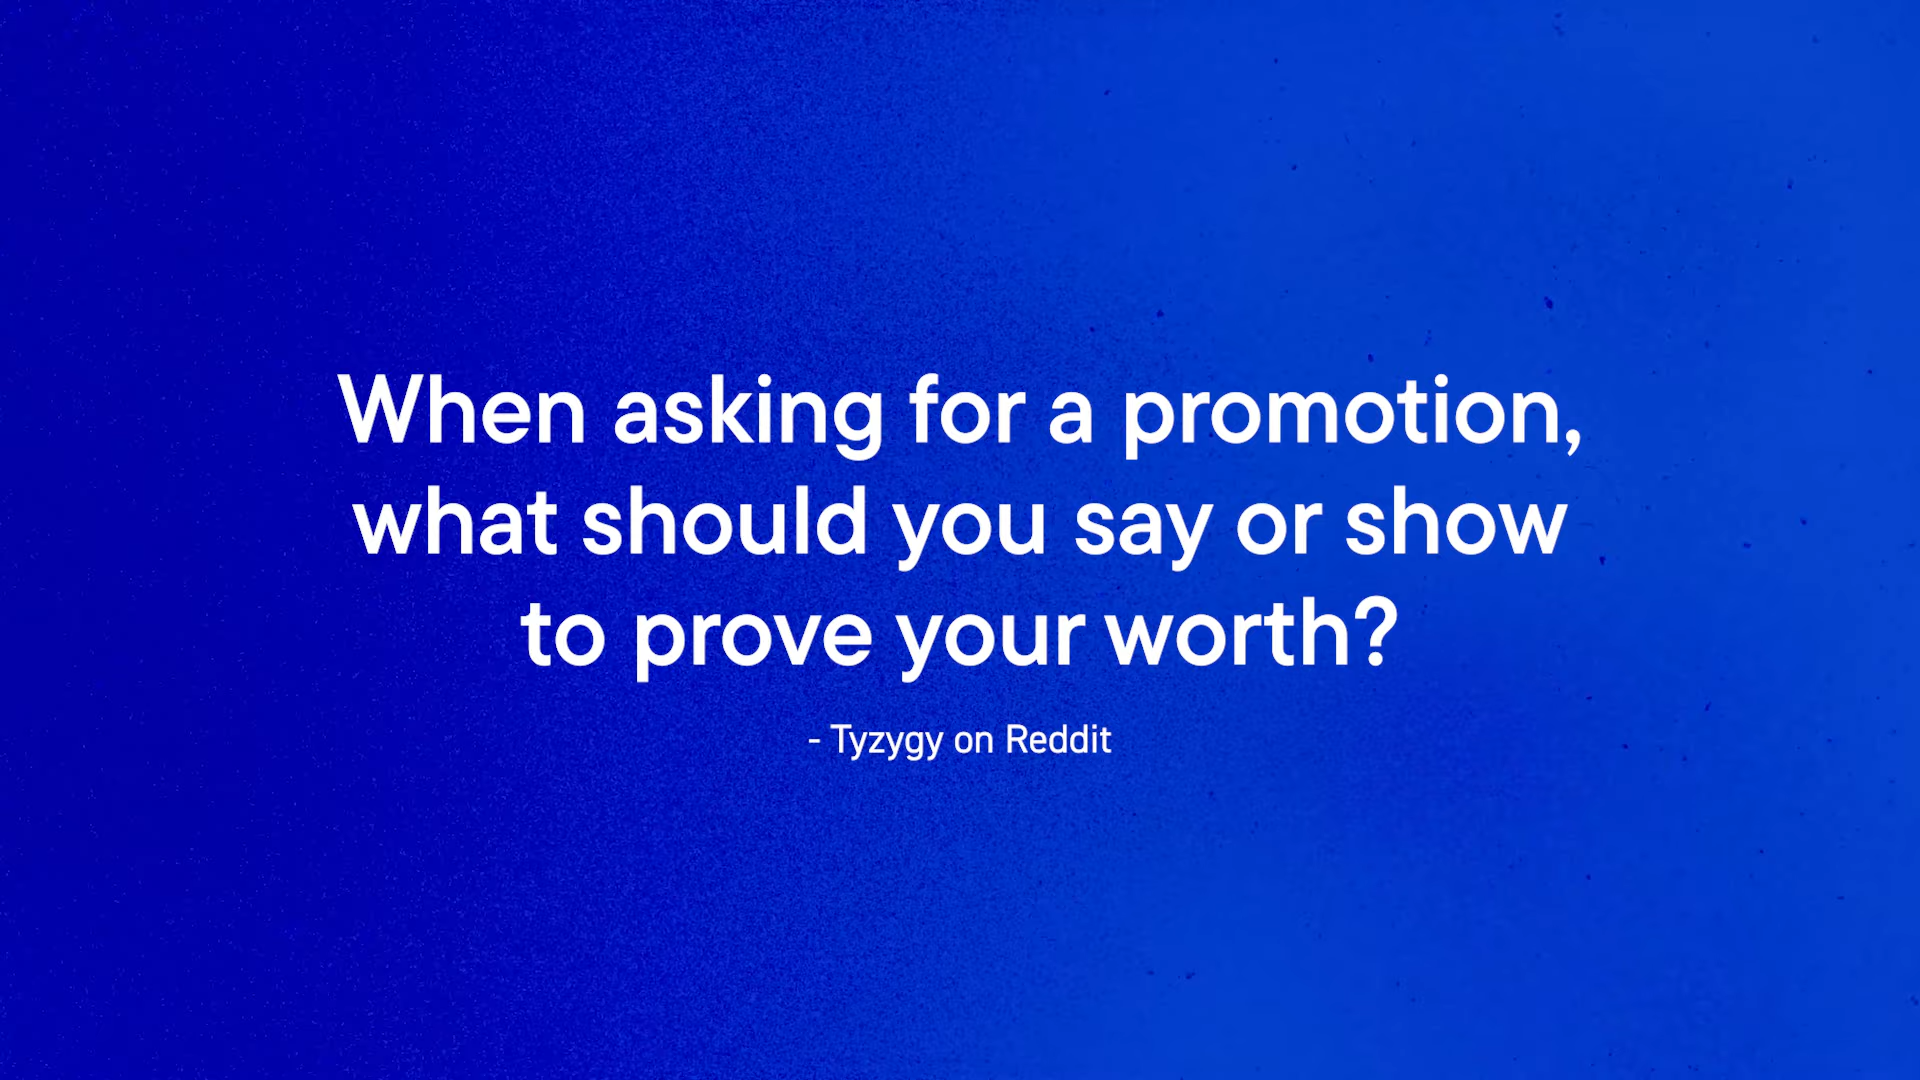 When asking for a promotion,
what should you say or show
to prove your worth?
- Tyzygy on Reddit